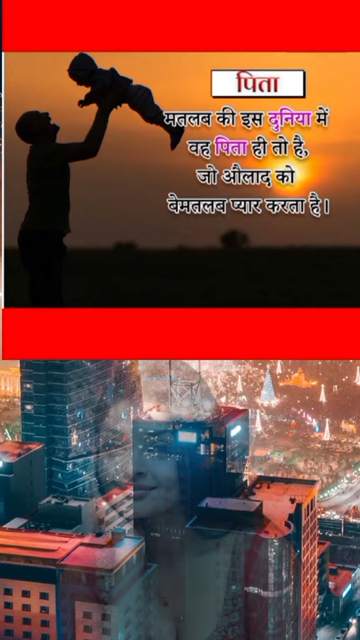 पिता
मतलब की इस दुनिया में
वह पिता ही तो है,
जो औलाद को
बेमतलब प्यार करता है।